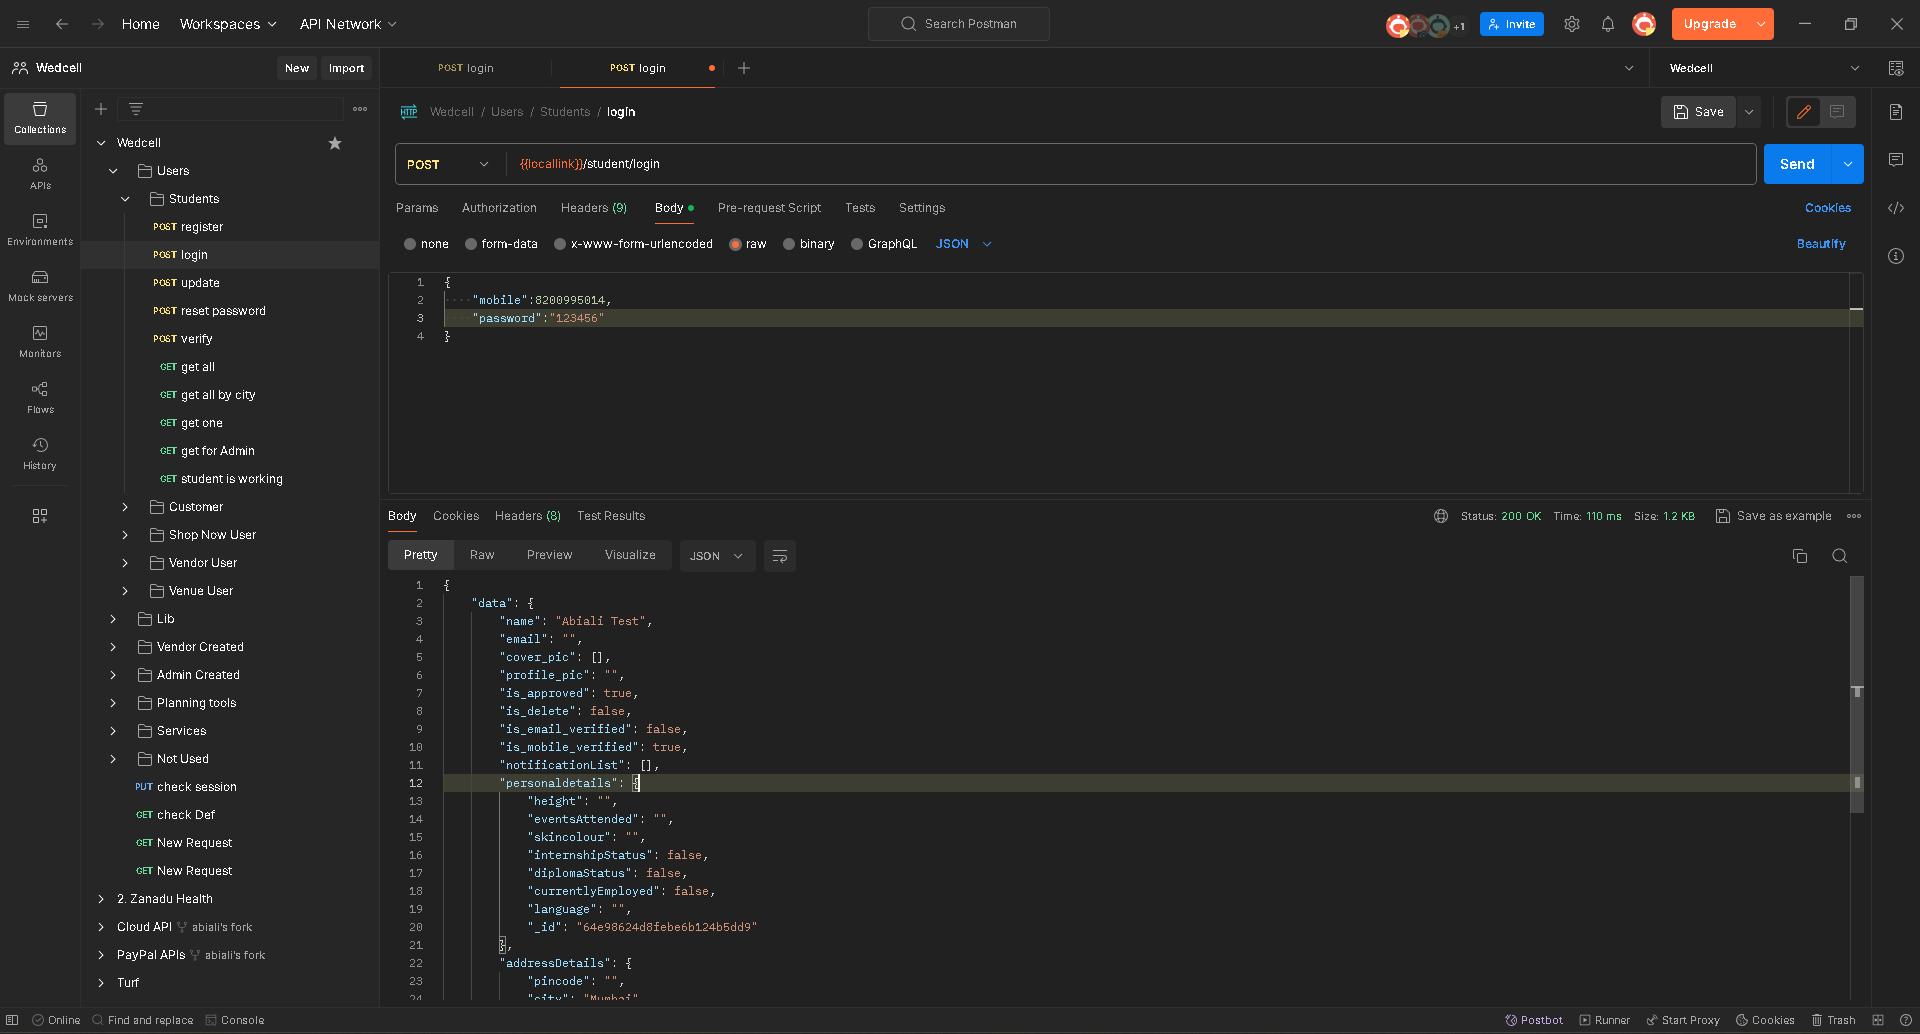 Home Workspaces API Network Search Postman +1 Invite Upgrade
Wedcell New Import POST login POST login Wedcell
Collections
APIs
Environments
Mock servers
Monitors
Flows
History
Wedcell
Users
Students
POST register
POST login
POST update
POST reset password
POST verify
GET get all
GET get all by city
GET get one
GET get for Admin
GET student is working
Customer
Shop Now User
Vendor User
Venue User
Lib
Vendor Created
Admin Created
Planning tools
Services
Not Used
PUT check session
GET check Def
GET New Request
GET New Request
2. Zanadu Health
Cloud API abiali's fork
PayPal APIs abiali's fork
Turf
HTTP Wedcell / Users / Students / login Save
POST {{locallink}}/student/login Send
Params Authorization Headers (9) Body Pre-request Script Tests Settings Cookies
none form-data x-www-form-urlencoded raw binary GraphQL JSON Beautify
1 {
2 "mobile":8200995014,
3 "password":"123456"
4 }
Body Cookies Headers (8) Test Results Status: 200 OK Time: 110 ms Size: 1.2 KB Save as example
Pretty Raw Preview Visualize JSON
1 {
2 "data": {
3 "name": "Abiali Test",
4 "email": "",
5 "cover_pic": [],
6 "profile_pic": "",
7 "is_approved": true,
8 "is_delete": false,
9 "is_email_verified": false,
10 "is_mobile_verified": true,
11 "notificationList": [],
12 "personaldetails": {
13 "height": "",
14 "eventsAttended": "",
15 "skincolour": "",
16 "internshipStatus": false,
17 "diplomaStatus": false,
18 "currentlyEmployed": false,
19 "language": "",
20 "_id": "64e98624d8febe6b124b5dd9"
21 },
22 "addressDetails": {
23 "pincode": "",
24 "city": "Mumbai"
Online Find and replace Console Postbot Runner Start Proxy Cookies Trash